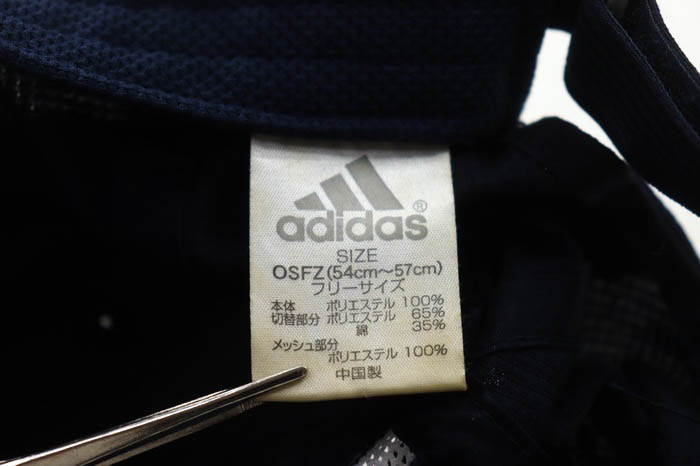 adidas®
SIZE
OSFZ(54cm～57cm)
フリーサイズ
本体 ポリエステル 100%
切替部分 ポリエステル 65%
綿 35%
メッシュ部分
ポリエステル 100%
中国製